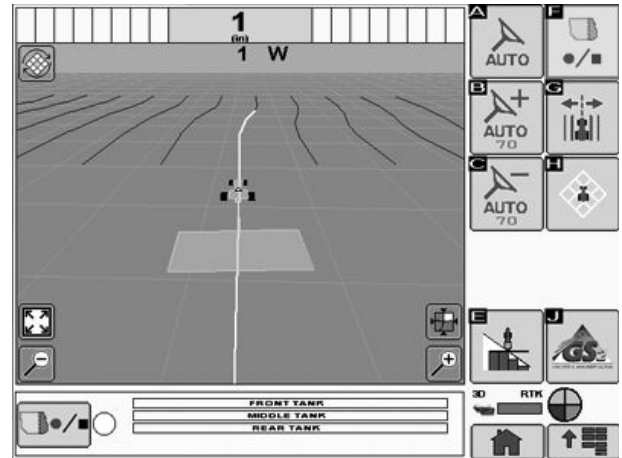 1
(in)
1 W
A
AUTO
F
B
AUTO
70
G
C
AUTO
70
H
E
J
GS2
3D RTK
FRONT TANK
MIDDLE TANK
REAR TANK